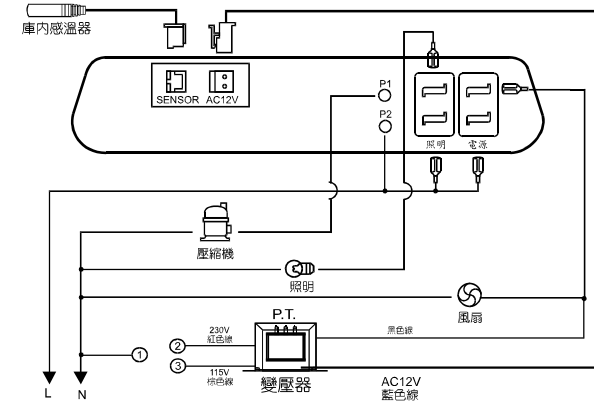 庫內感溫器
SENSOR AC12V
P1
P2
照明 電源
壓縮機
照明
風扇
P.T.
230V
紅色線
黑色線
1
2
3
115V
棕色線
變壓器
AC12V
藍色線
L
N